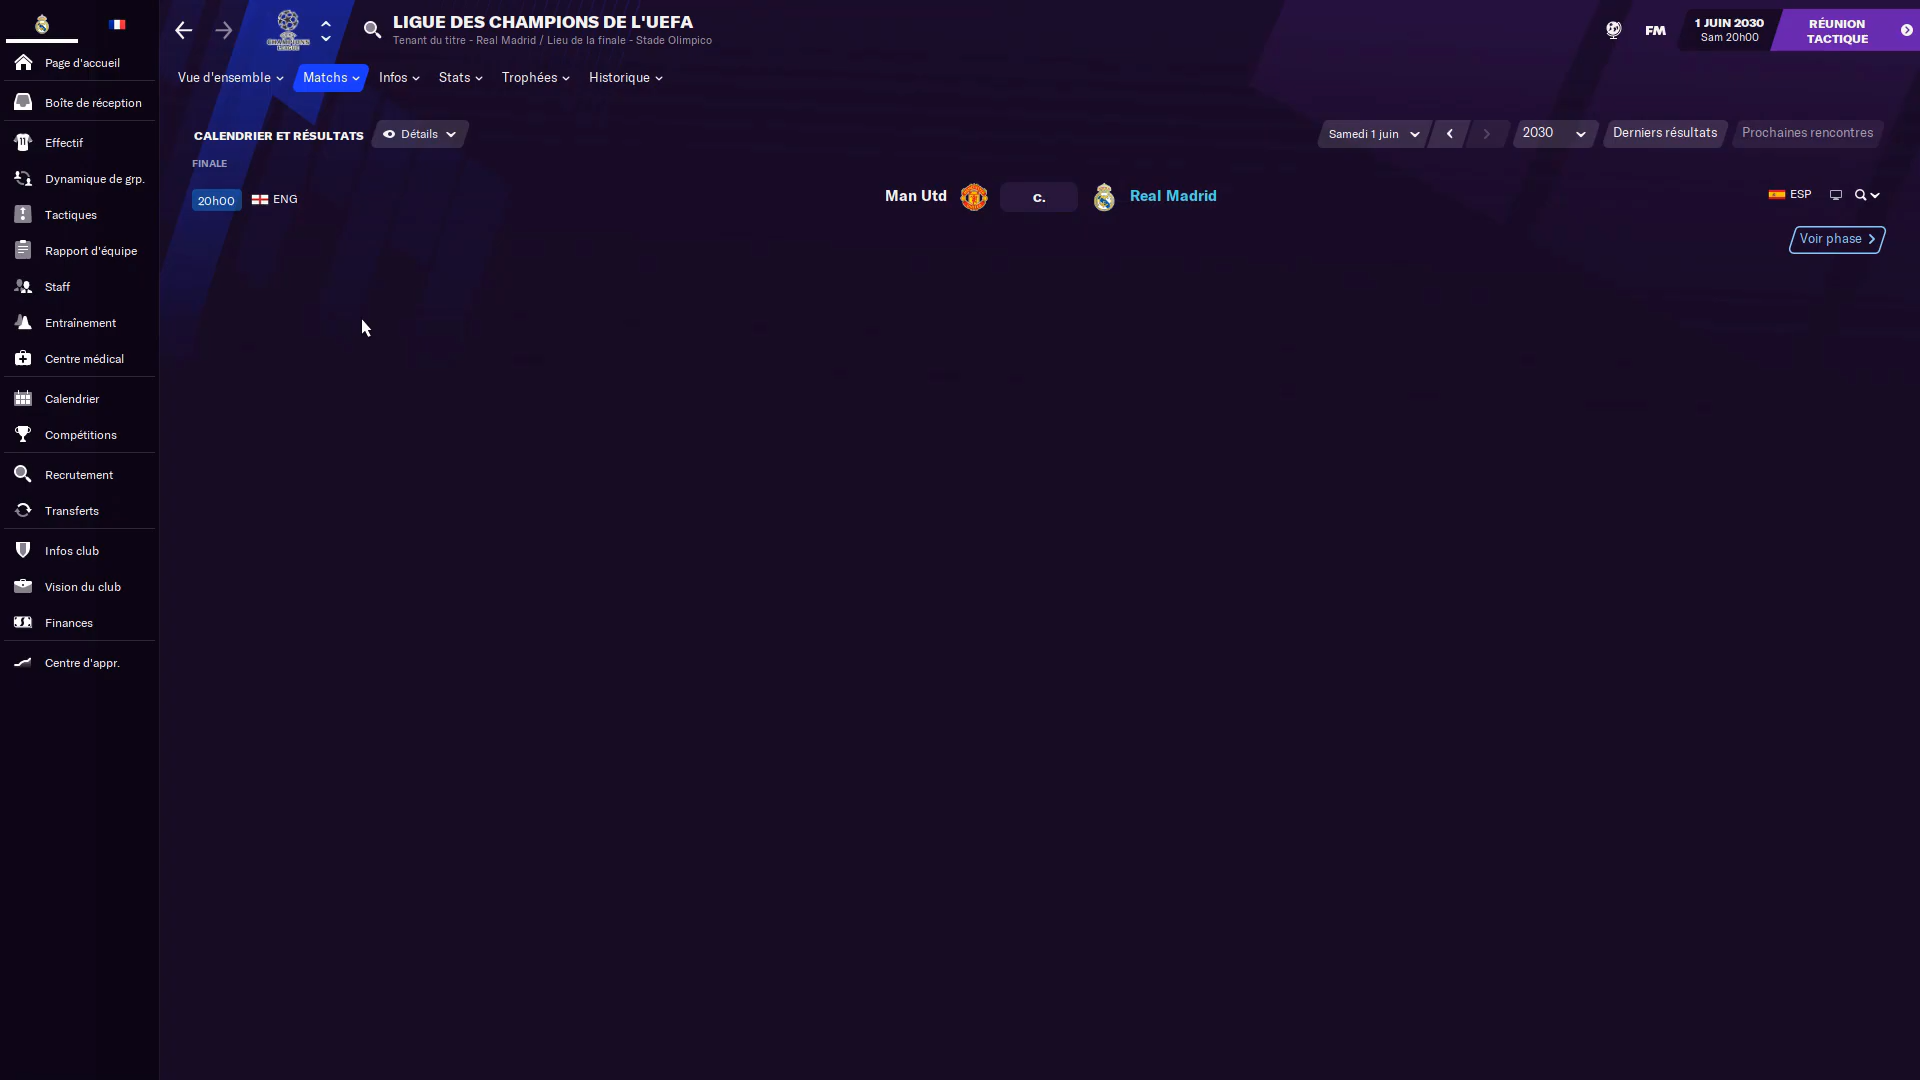 LIGUE DES CHAMPIONS DE L'UEFA
Tenant du titre - Real Madrid / Lieu de la finale - Stade Olimpico
FM
1 JUIN 2030
Sam 20h00
RÉUNION
TACTIQUE
Page d'accueil
Boîte de réception
Effectif
Dynamique de grp.
Tactiques
Rapport d'équipe
Staff
Entraînement
Centre médical
Calendrier
Compétitions
Recrutement
Transferts
Infos club
Vision du club
Finances
Centre d'appr.
Vue d'ensemble
Matchs
Infos
Stats
Trophées
Historique
CALENDRIER ET RÉSULTATS
Détails
Samedi 1 juin
2030
Derniers résultats
Prochaines rencontres
FINALE
20h00 ENG
Man Utd
c.
Real Madrid
ESP
Voir phase